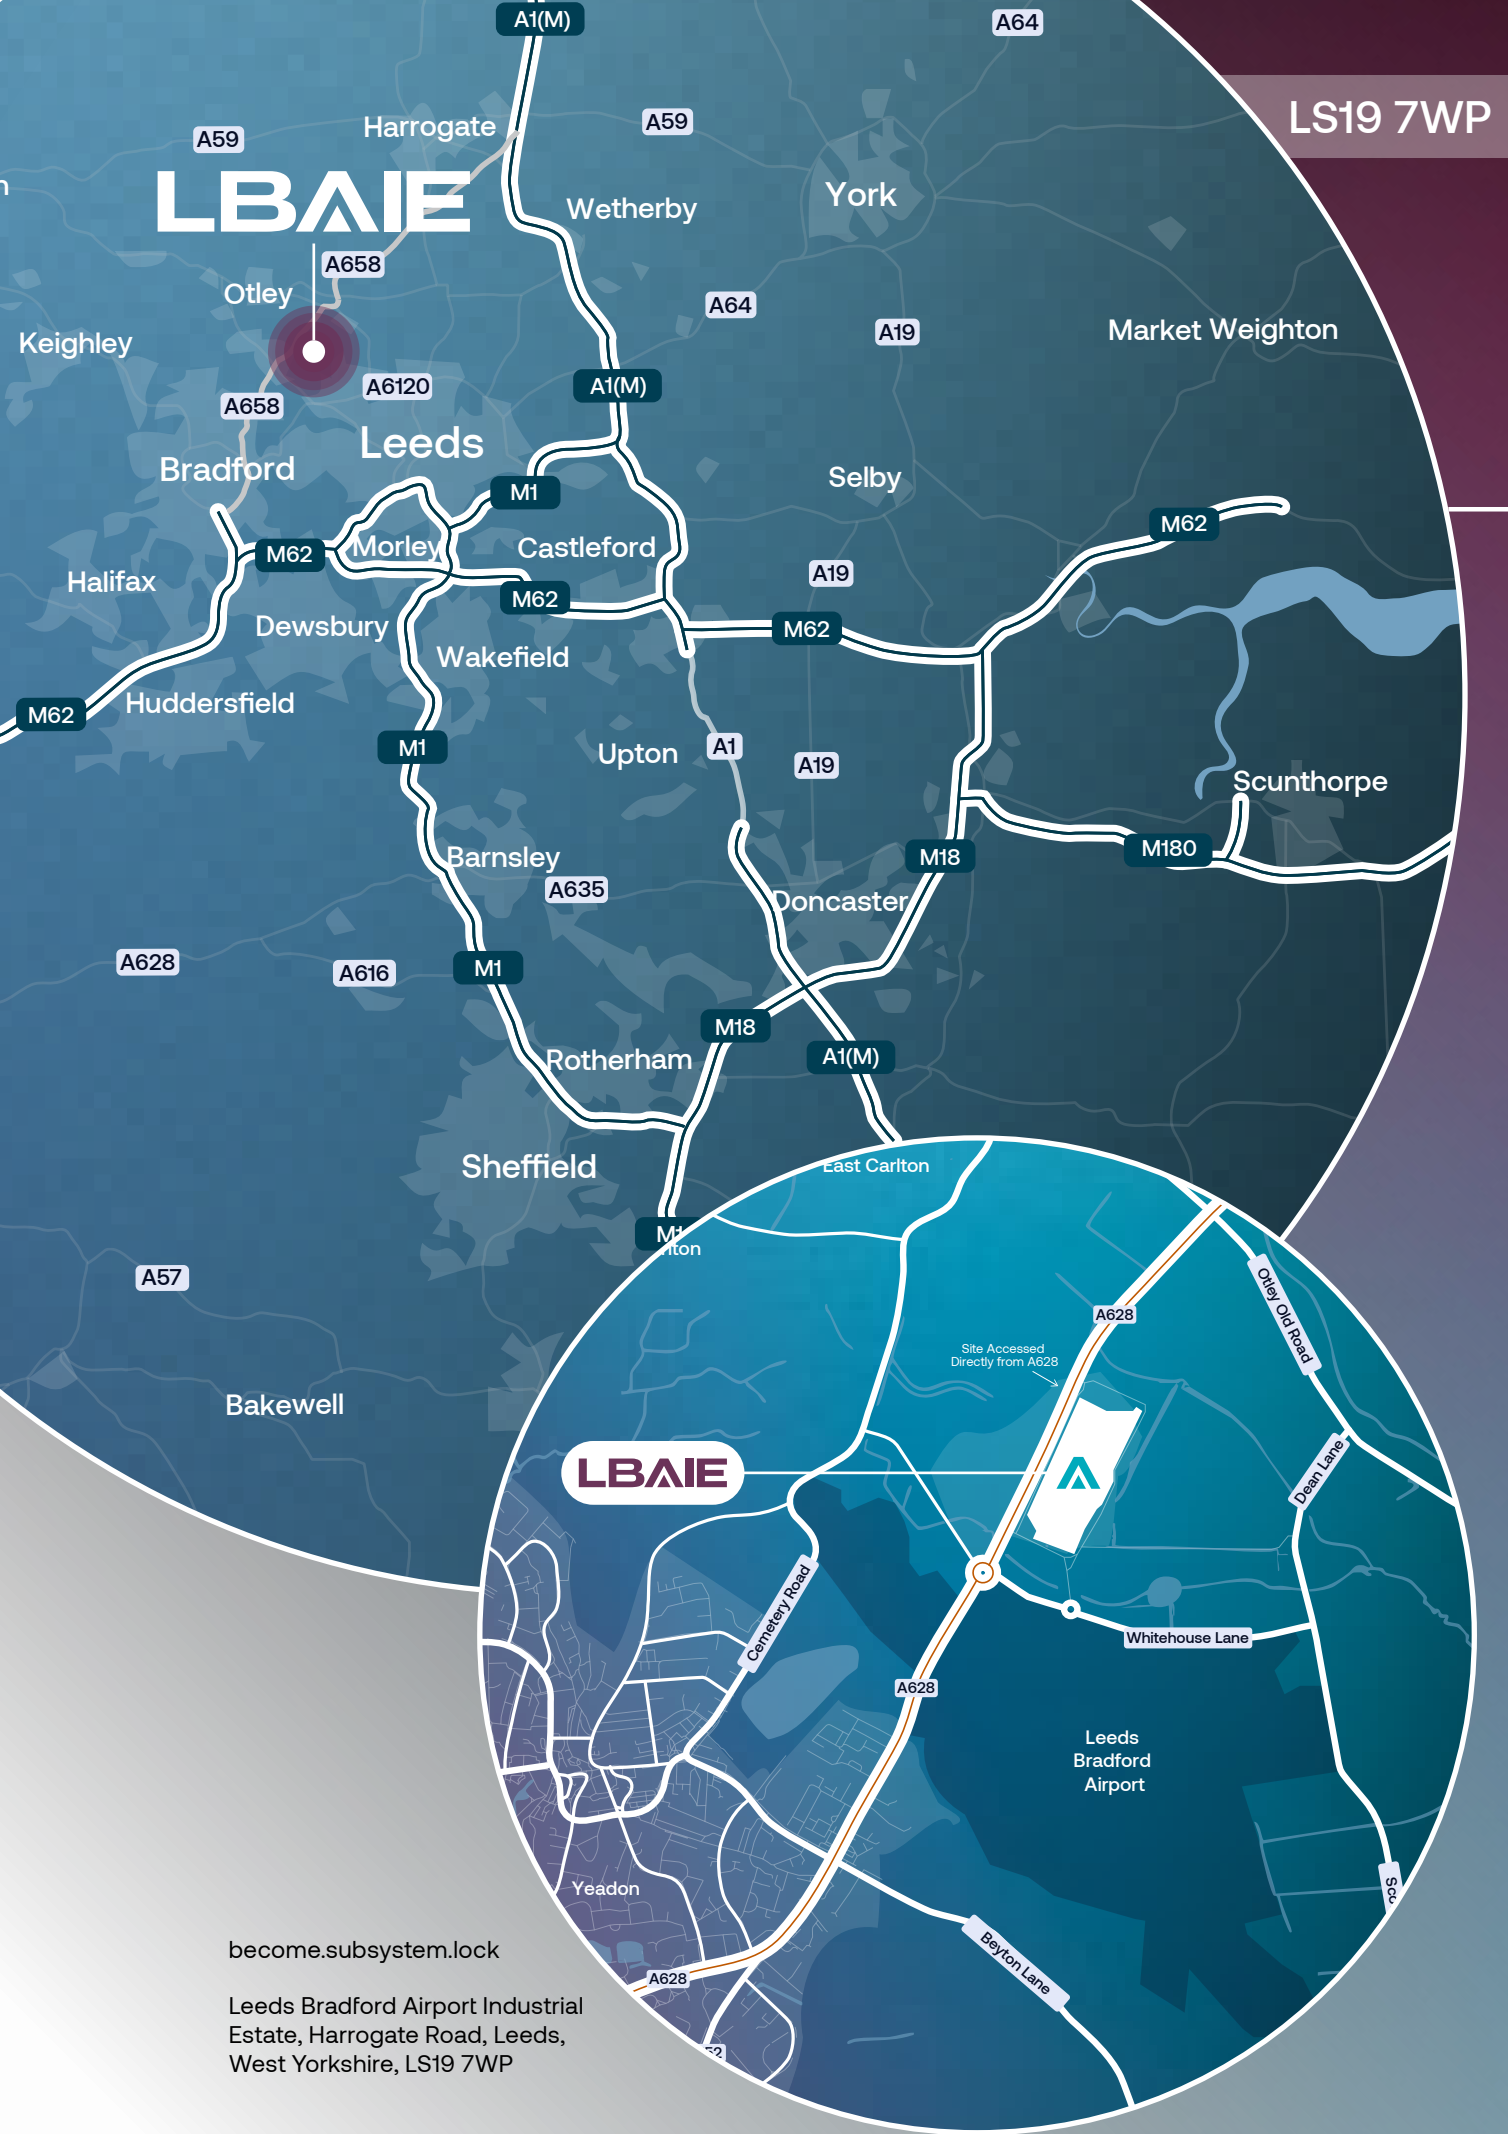 A1(M)
A64
LS19 7WP
A59
Harrogate
A59
LBAIE
Wetherby
York
A658
Otley
A64
A19
Market Weighton
Keighley
A6120
A1(M)
A658
Leeds
Bradford
Selby
M1
M62
Morley
Castleford
M62
Halifax
A19
M62
Dewsbury
M62
Wakefield
Huddersfield
M62
M1
Upton
A1
A19
Scunthorpe
Barnsley
M18
M180
A635
Doncaster
A628
A616
M1
M18
Rotherham
A1(M)
Sheffield
East Carlton
M1
A57
Otley Old Road
A628
Site Accessed
Directly from A628
Bakewell
LBAIE
Dean Lane
Cemetery Road
Whitehouse Lane
A628
Leeds
Bradford
Airport
Yeadon
Beyton Lane
A628
become.subsystem.lock
Leeds Bradford Airport Industrial
Estate, Harrogate Road, Leeds,
West Yorkshire, LS19 7WP